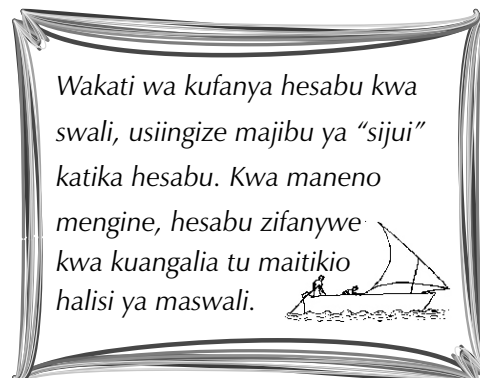 Wakati wa kufanya hesabu kwa
swali, usiingize majibu ya “sijui”
katika hesabu. Kwa maneno
mengine, hesabu zifanywe
kwa kuangalia tu maitikio
halisi ya maswali.